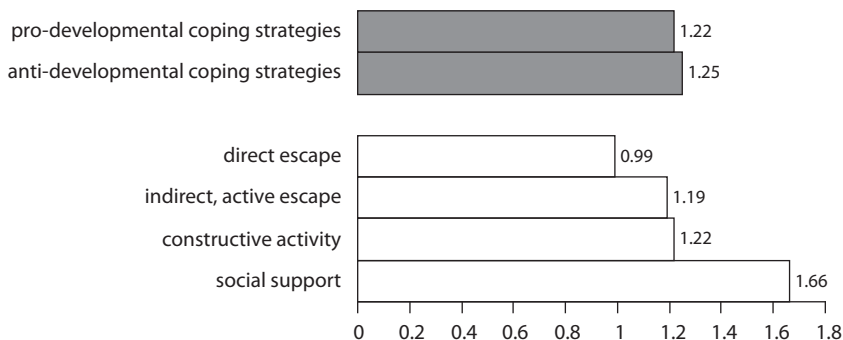 pro-developmental coping strategies 1.22
anti-developmental coping strategies 1.25
direct escape 0.99
indirect, active escape 1.19
constructive activity 1.22
social support 1.66
0 0.2 0.4 0.6 0.8 1 1.2 1.4 1.6 1.8